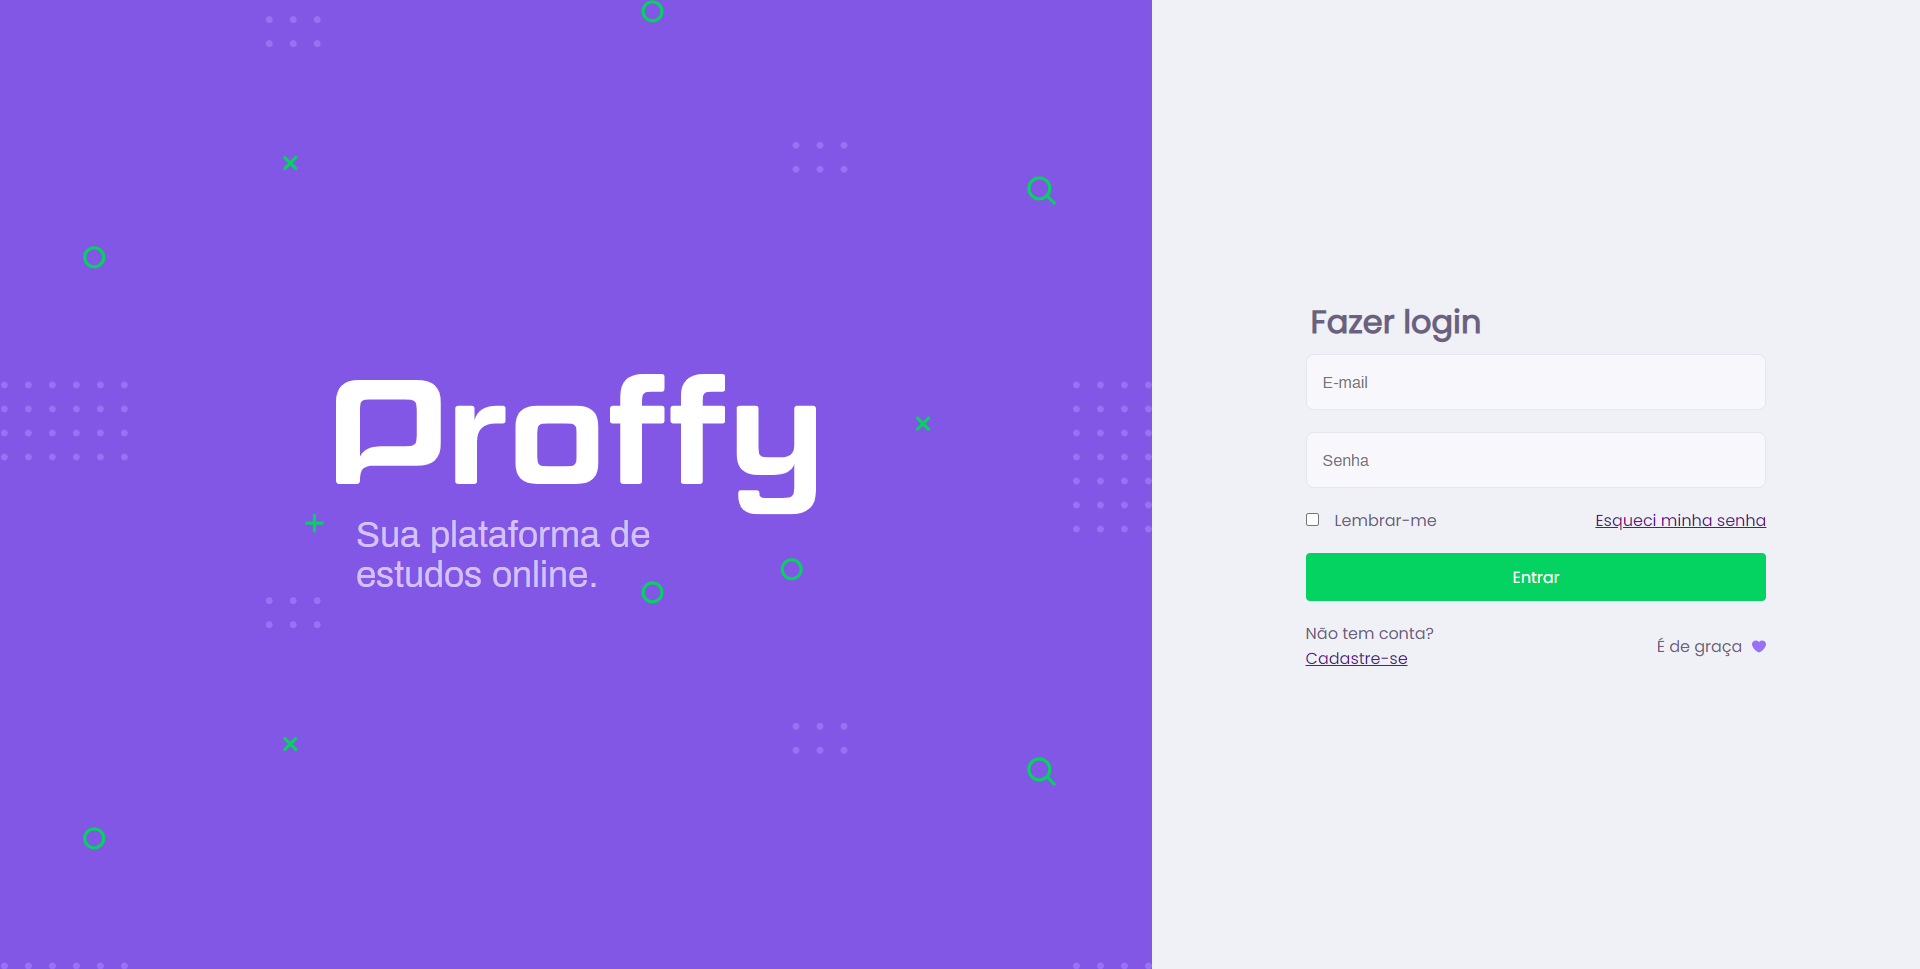 Proffy
Sua plataforma de
estudos online.
Fazer login
E-mail
Senha
Lembrar-me
Esqueci minha senha
Entrar
Não tem conta?
Cadastre-se
É de graça